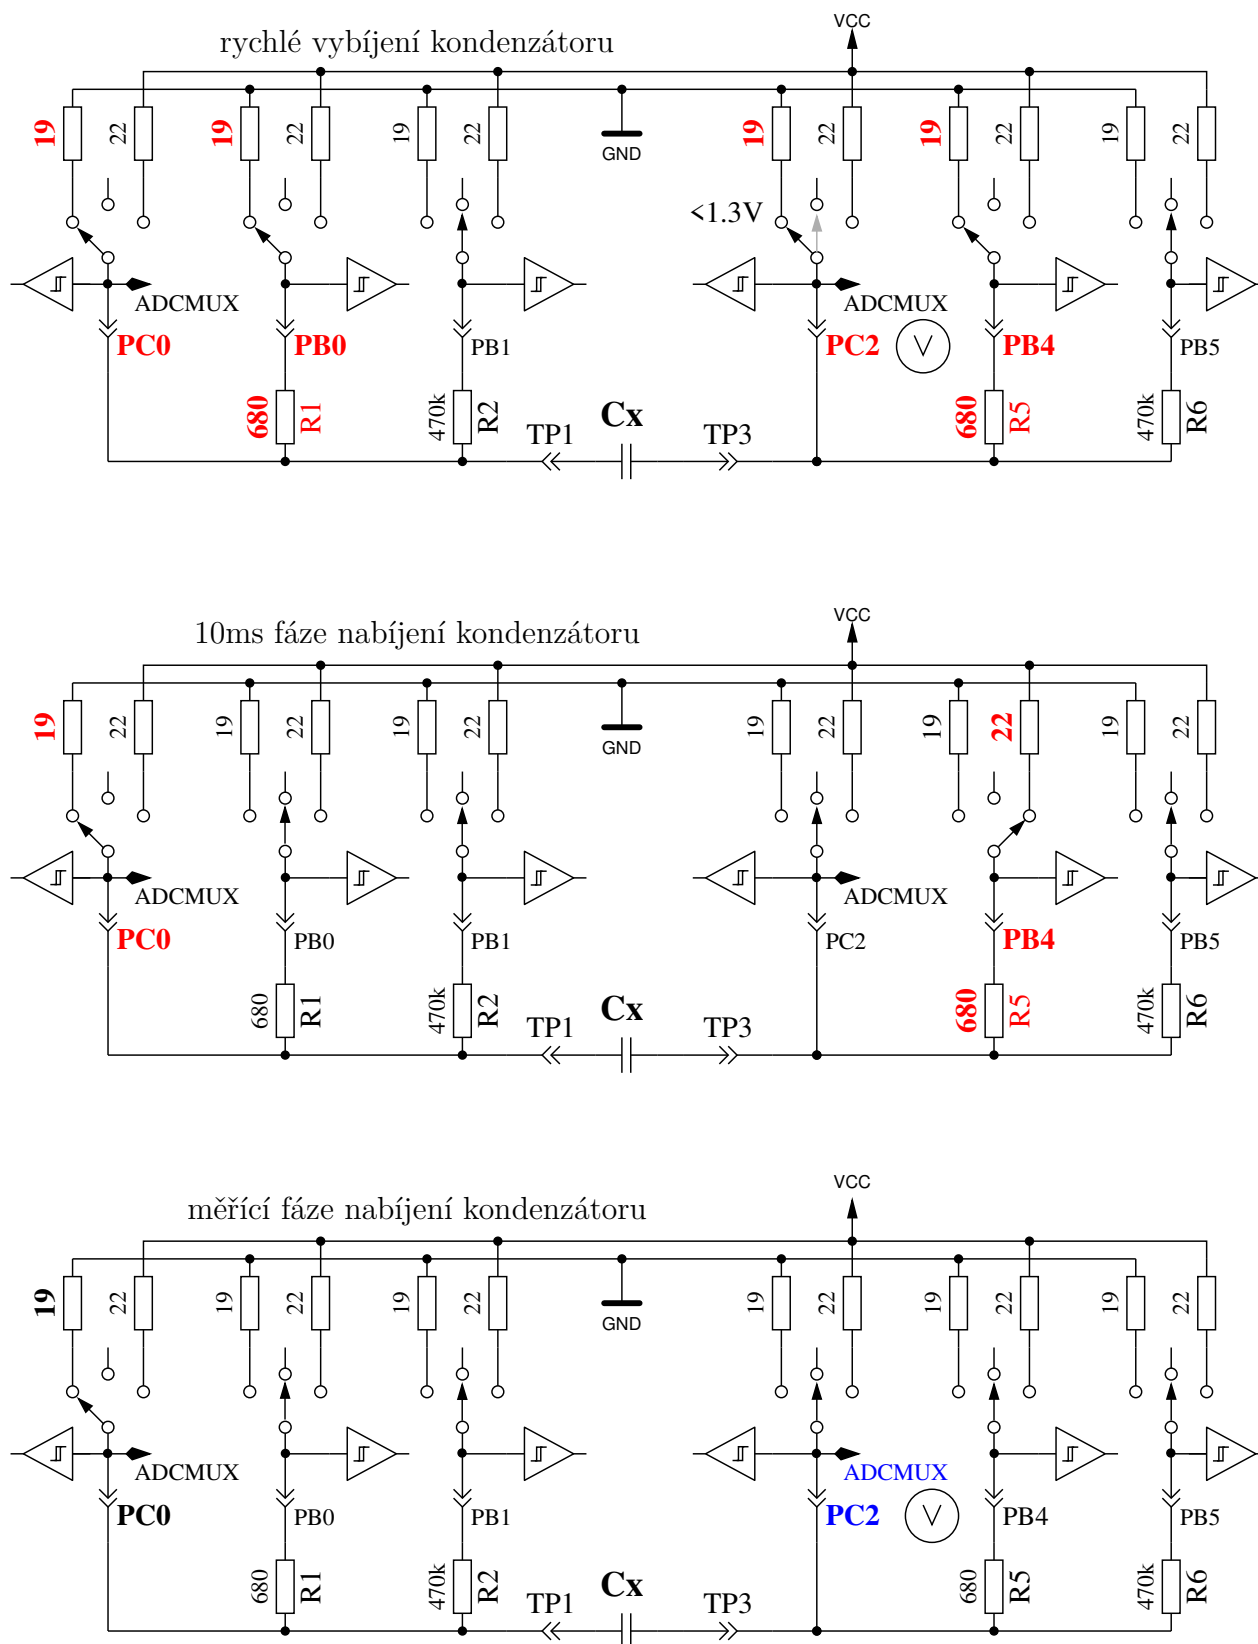 VCC
rychlé vybíjení kondenzátoru
19 22 19 22 19 22 GND 19 22 19 22 19 22
<1.3V
ADCMUX ADCMUX
PC0 PB0 PB1 PC2 V PB4 PB5
680 R1 470k R2 TP1 Cx TP3 680 R5 470k R6
VCC
10ms fáze nabíjení kondenzátoru
19 22 19 22 19 22 GND 19 22 19 22 19 22
ADCMUX ADCMUX
PC0 PB0 PB1 PC2 PB4 PB5
680 R1 470k R2 TP1 Cx TP3 680 R5 470k R6
VCC
měřící fáze nabíjení kondenzátoru
19 22 19 22 19 22 GND 19 22 19 22 19 22
ADCMUX ADCMUX
PC0 PB0 PB1 PC2 V PB4 PB5
680 R1 470k R2 TP1 Cx TP3 680 R5 470k R6